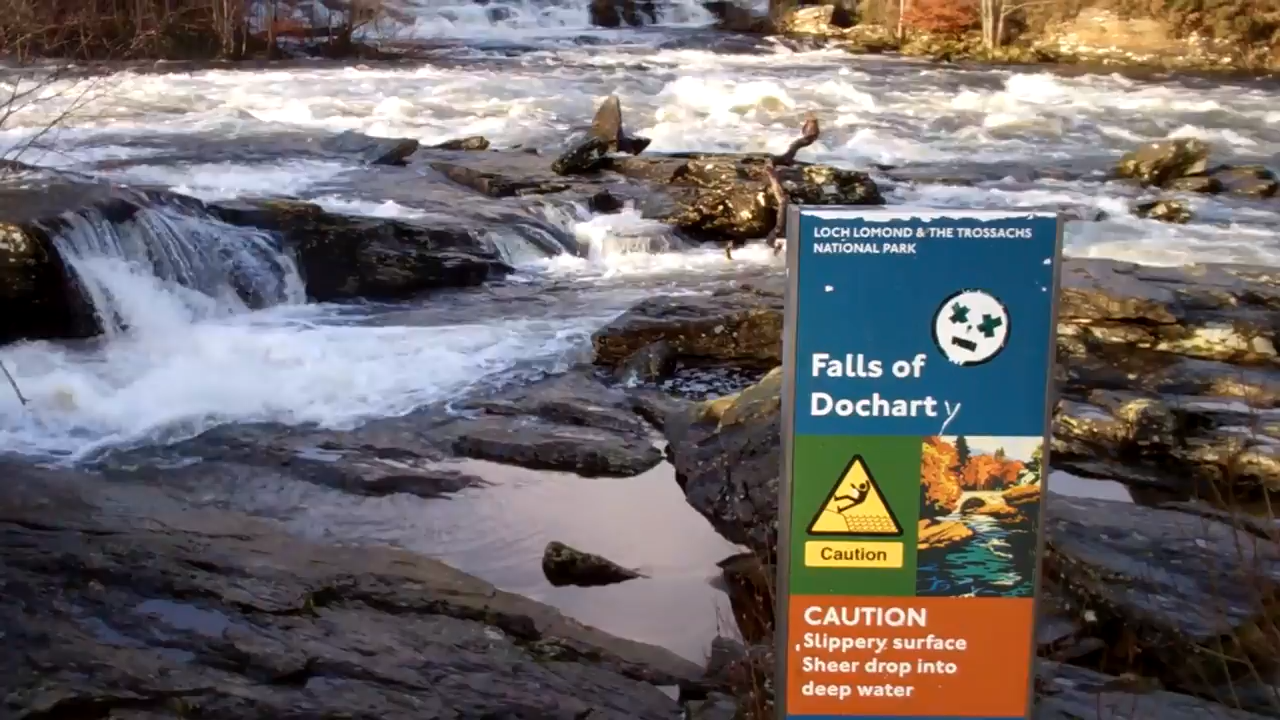 LOCH LOMOND & THE TROSSACHS
NATIONAL PARK
Falls of
Dochart y
Caution
CAUTION
Slippery surface
Sheer drop into
deep water